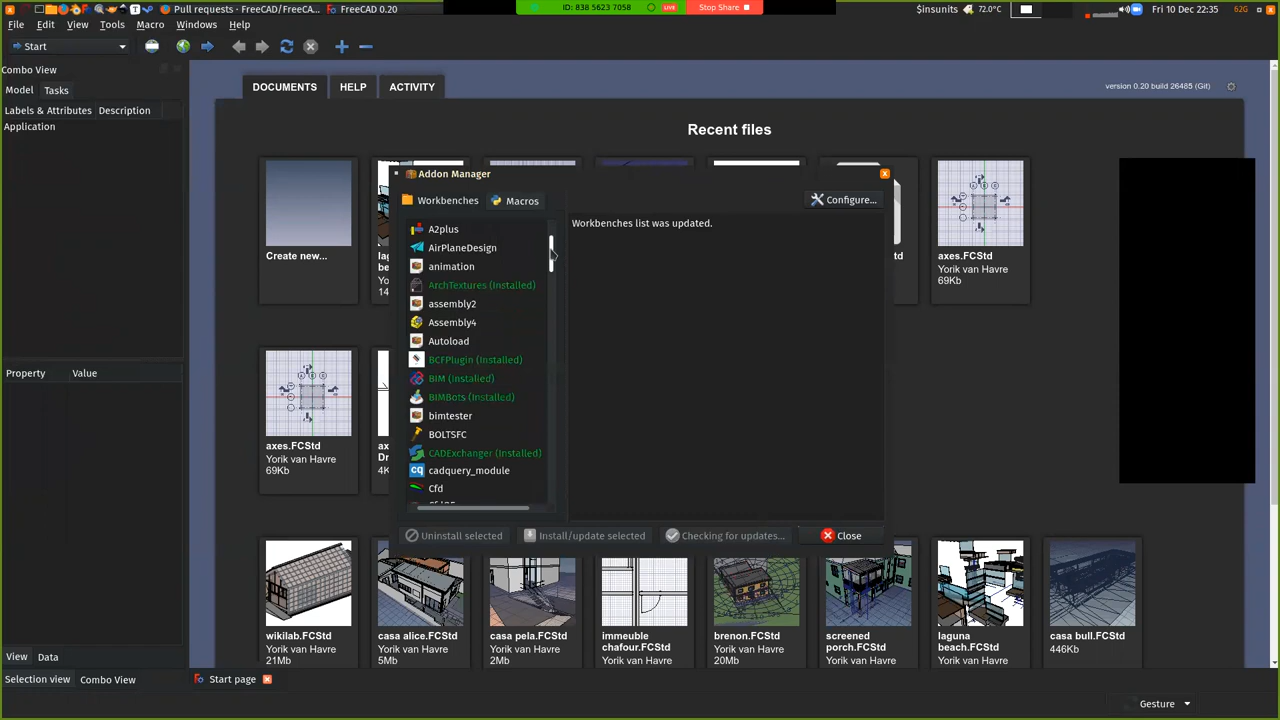 Pull requests · FreeCAD/FreeCA...
FreeCAD 0.20
ID: 838 5623 7058
LIVE
Stop Share
$insunits
72.0°C
Fri 10 Dec 22:35
62G
File Edit View Tools Macro Windows Help
Start
Combo View
Model Tasks
Labels & Attributes Description
Application
Property Value
View Data
Selection view Combo View
DOCUMENTS HELP ACTIVITY
version 0.20 build 26485 (Git)
Recent files
Create new...
axes.FCStd
Yorik van Havre
69Kb
axes.FCStd
Yorik van Havre
69Kb
Addon Manager
Workbenches Macros
Configure...
A2plus
AirPlaneDesign
animation
ArchTextures (Installed)
assembly2
Assembly4
Autoload
BCFPlugin (Installed)
BIM (Installed)
BIMBots (Installed)
bimtester
BOLTSFC
CADExchanger (Installed)
cadquery_module
Cfd
Workbenches list was updated.
Uninstall selected
Install/update selected
Checking for updates...
Close
wikilab.FCStd
Yorik van Havre
21Mb
casa alice.FCStd
Yorik van Havre
5Mb
casa pela.FCStd
Yorik van Havre
2Mb
immeuble chafour.FCStd
Yorik van Havre
brenon.FCStd
Yorik van Havre
20Mb
screened porch.FCStd
Yorik van Havre
laguna beach.FCStd
Yorik van Havre
casa bull.FCStd
446Kb
Start page
Gesture